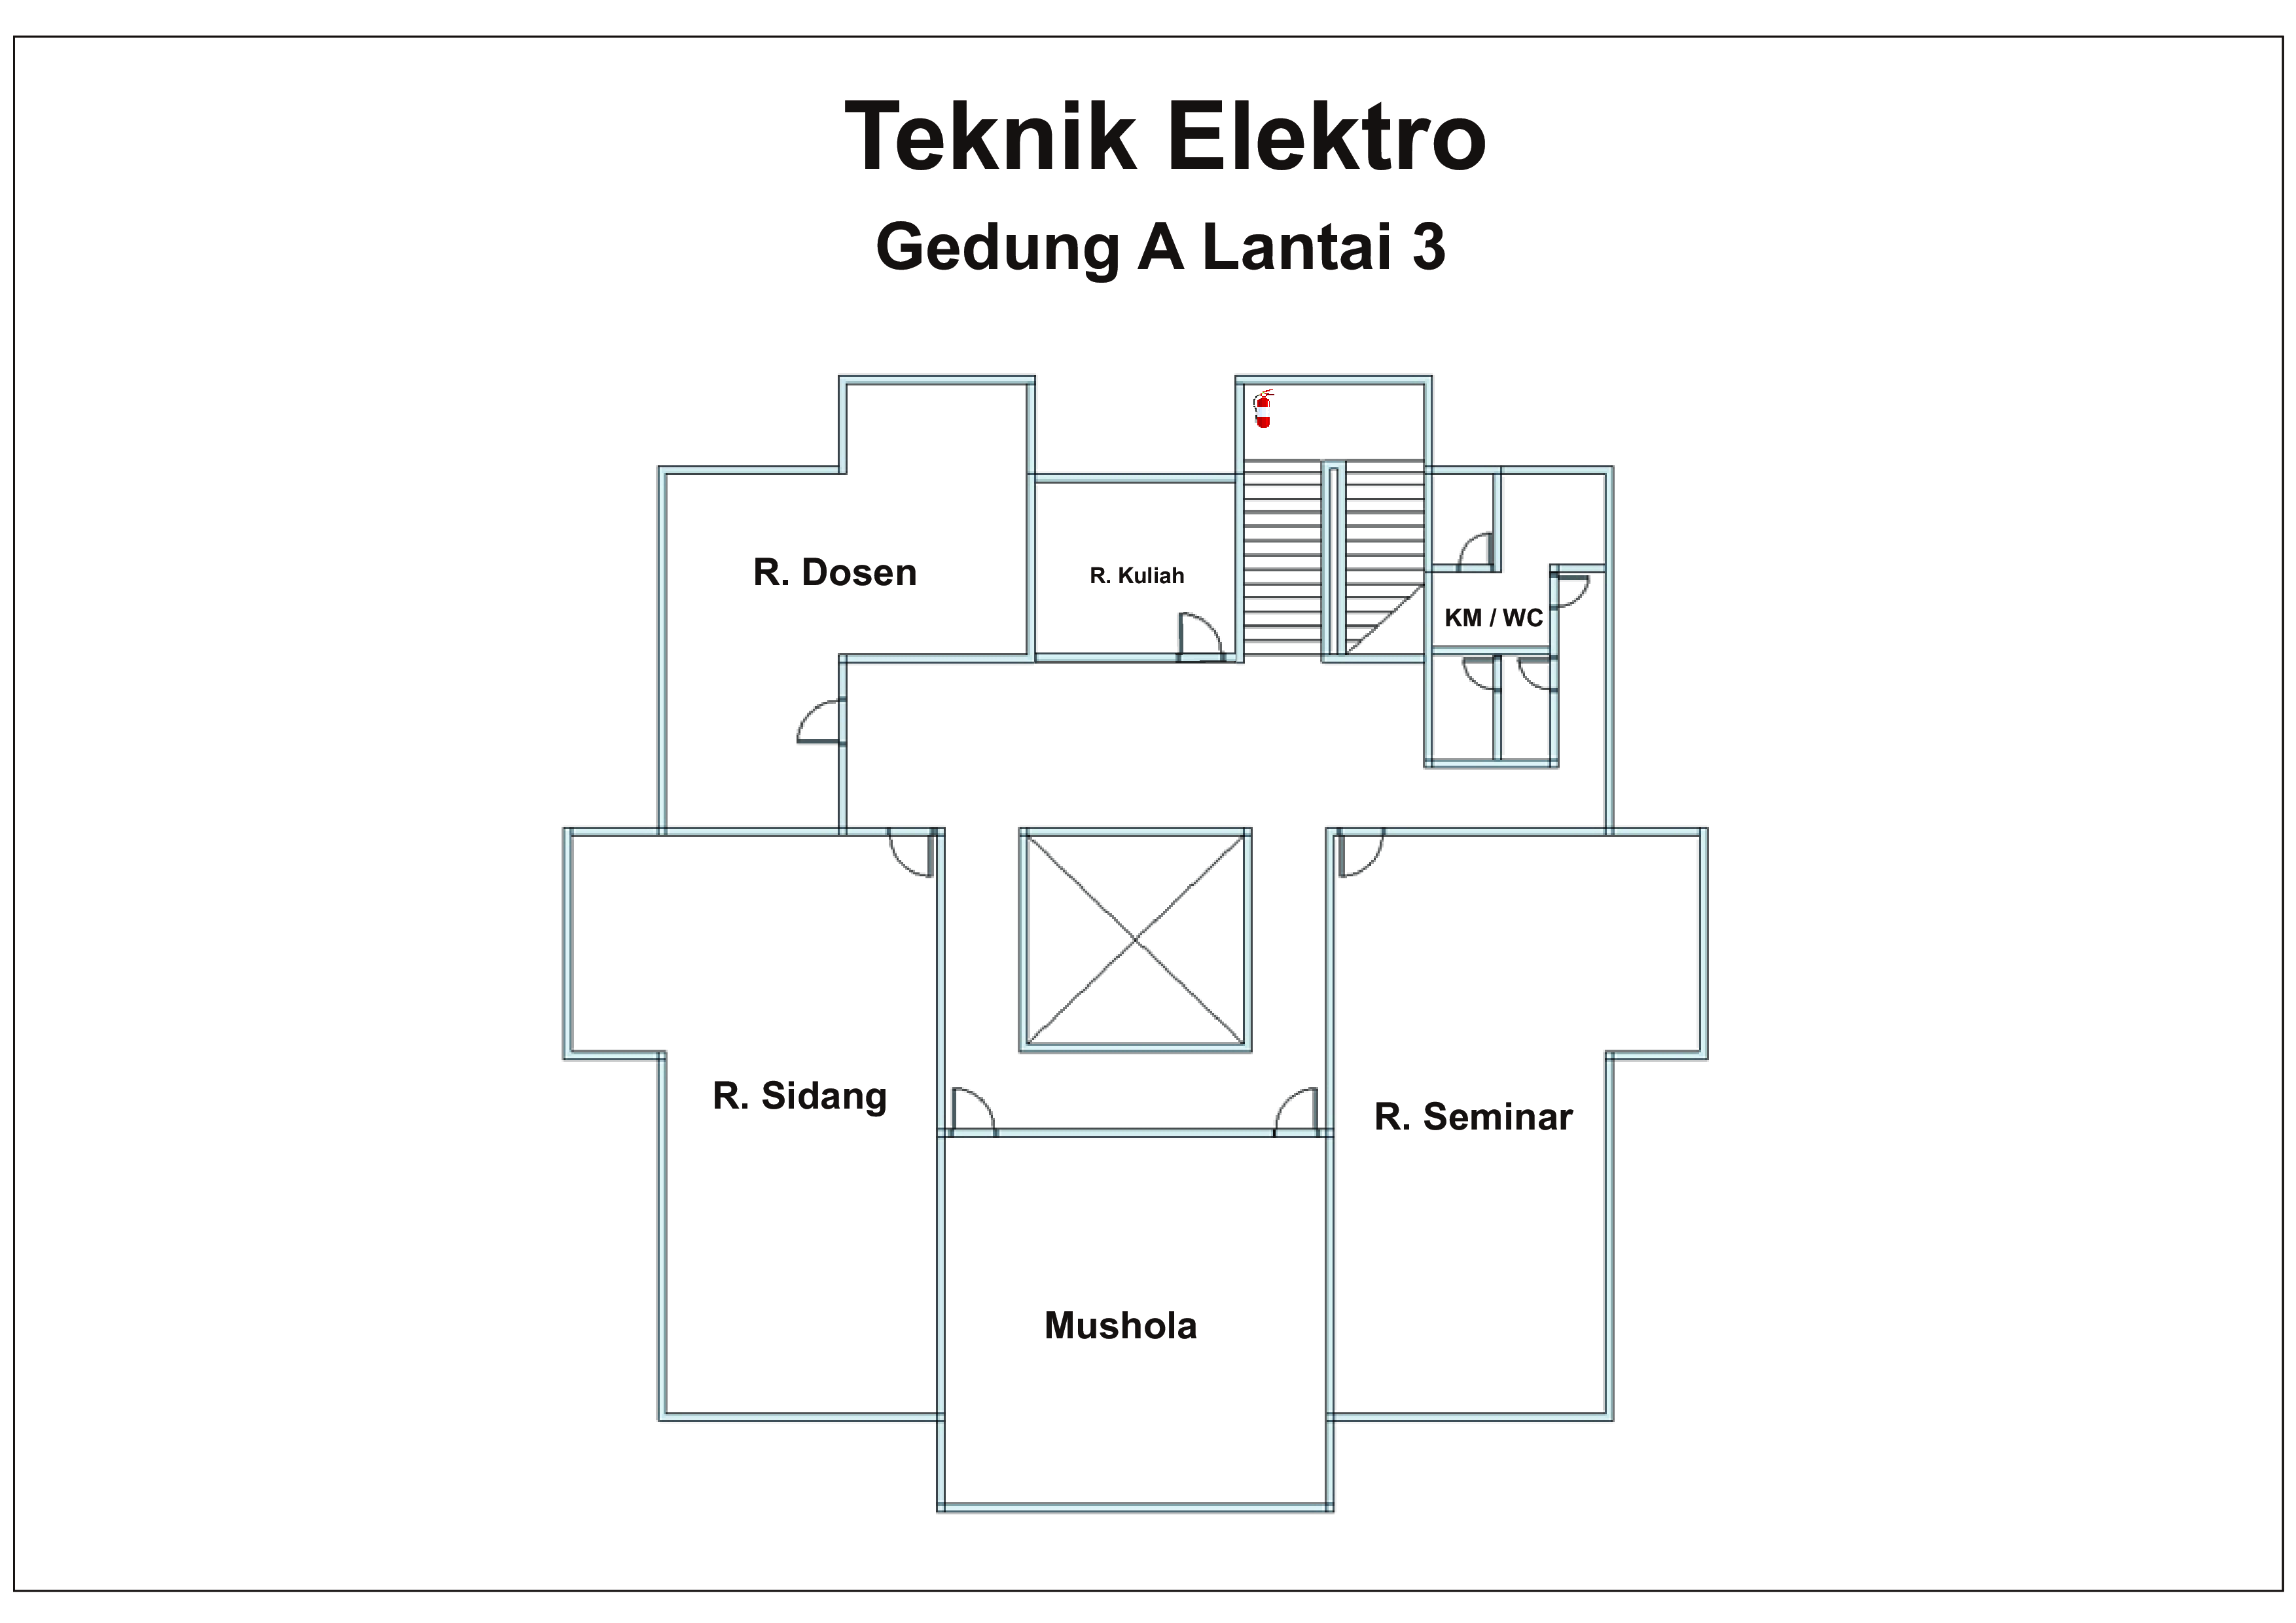 Teknik Elektro
Gedung A Lantai 3
R. Dosen
R. Kuliah
KM / WC
R. Sidang
R. Seminar
Mushola